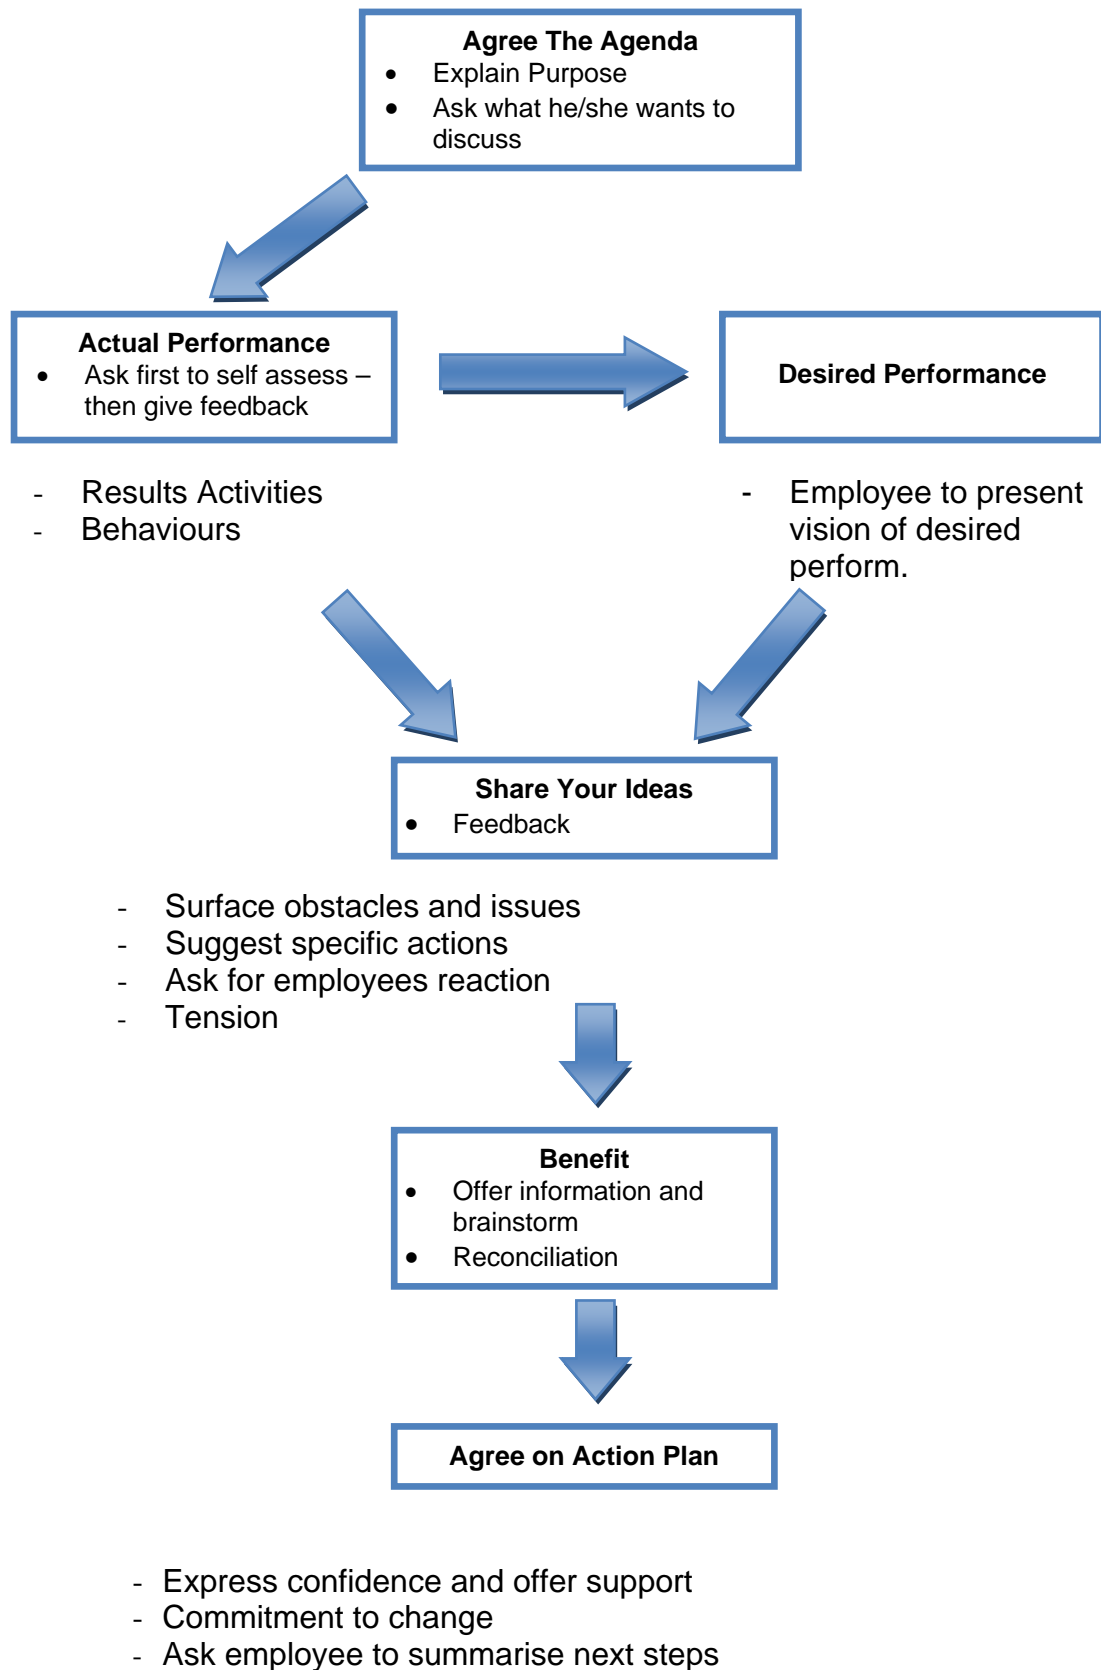 Agree The Agenda
• Explain Purpose
• Ask what he/she wants to
discuss
Actual Performance
• Ask first to self assess –
then give feedback
Desired Performance
- Results Activities
- Behaviours
- Employee to present
vision of desired
perform.
Share Your Ideas
• Feedback
- Surface obstacles and issues
- Suggest specific actions
- Ask for employees reaction
- Tension
Benefit
• Offer information and
brainstorm
• Reconciliation
Agree on Action Plan
- Express confidence and offer support
- Commitment to change
- Ask employee to summarise next steps